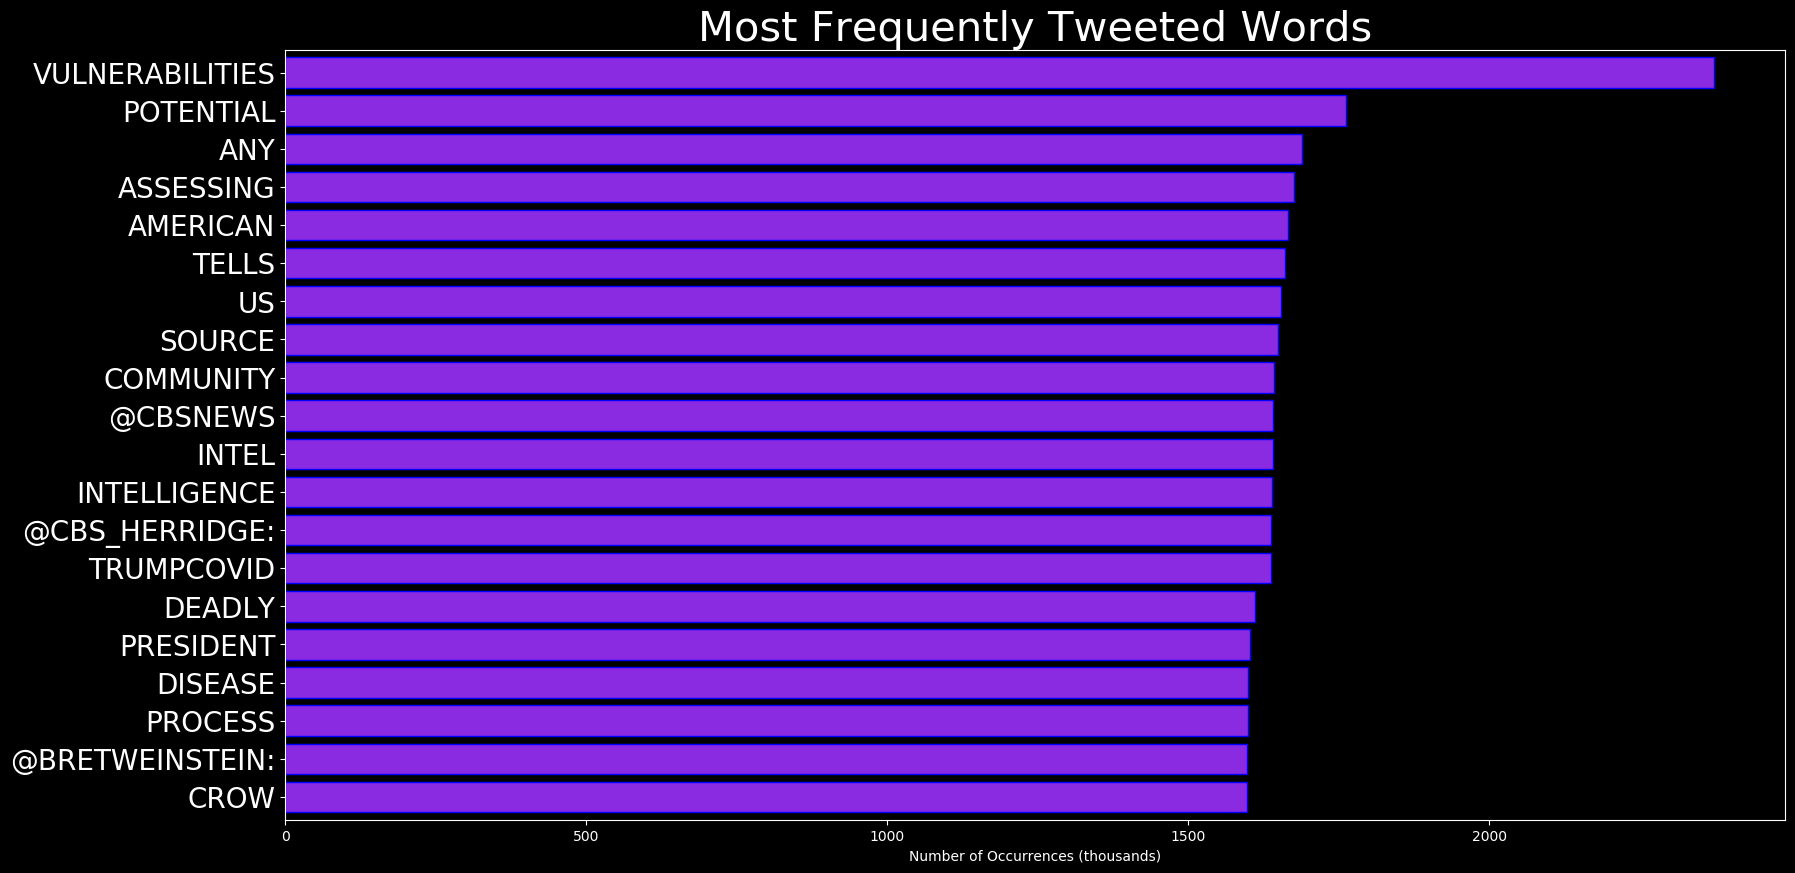 Most Frequently Tweeted Words
VULNERABILITIES
POTENTIAL
ANY
ASSESSING
AMERICAN
TELLS
US
SOURCE
COMMUNITY
@CBSNEWS
INTEL
INTELLIGENCE
@CBS_HERRIDGE:
TRUMPCOVID
DEADLY
PRESIDENT
DISEASE
PROCESS
@BRETWEINSTEIN:
CROW
0 500 1000 1500 2000
Number of Occurrences (thousands)